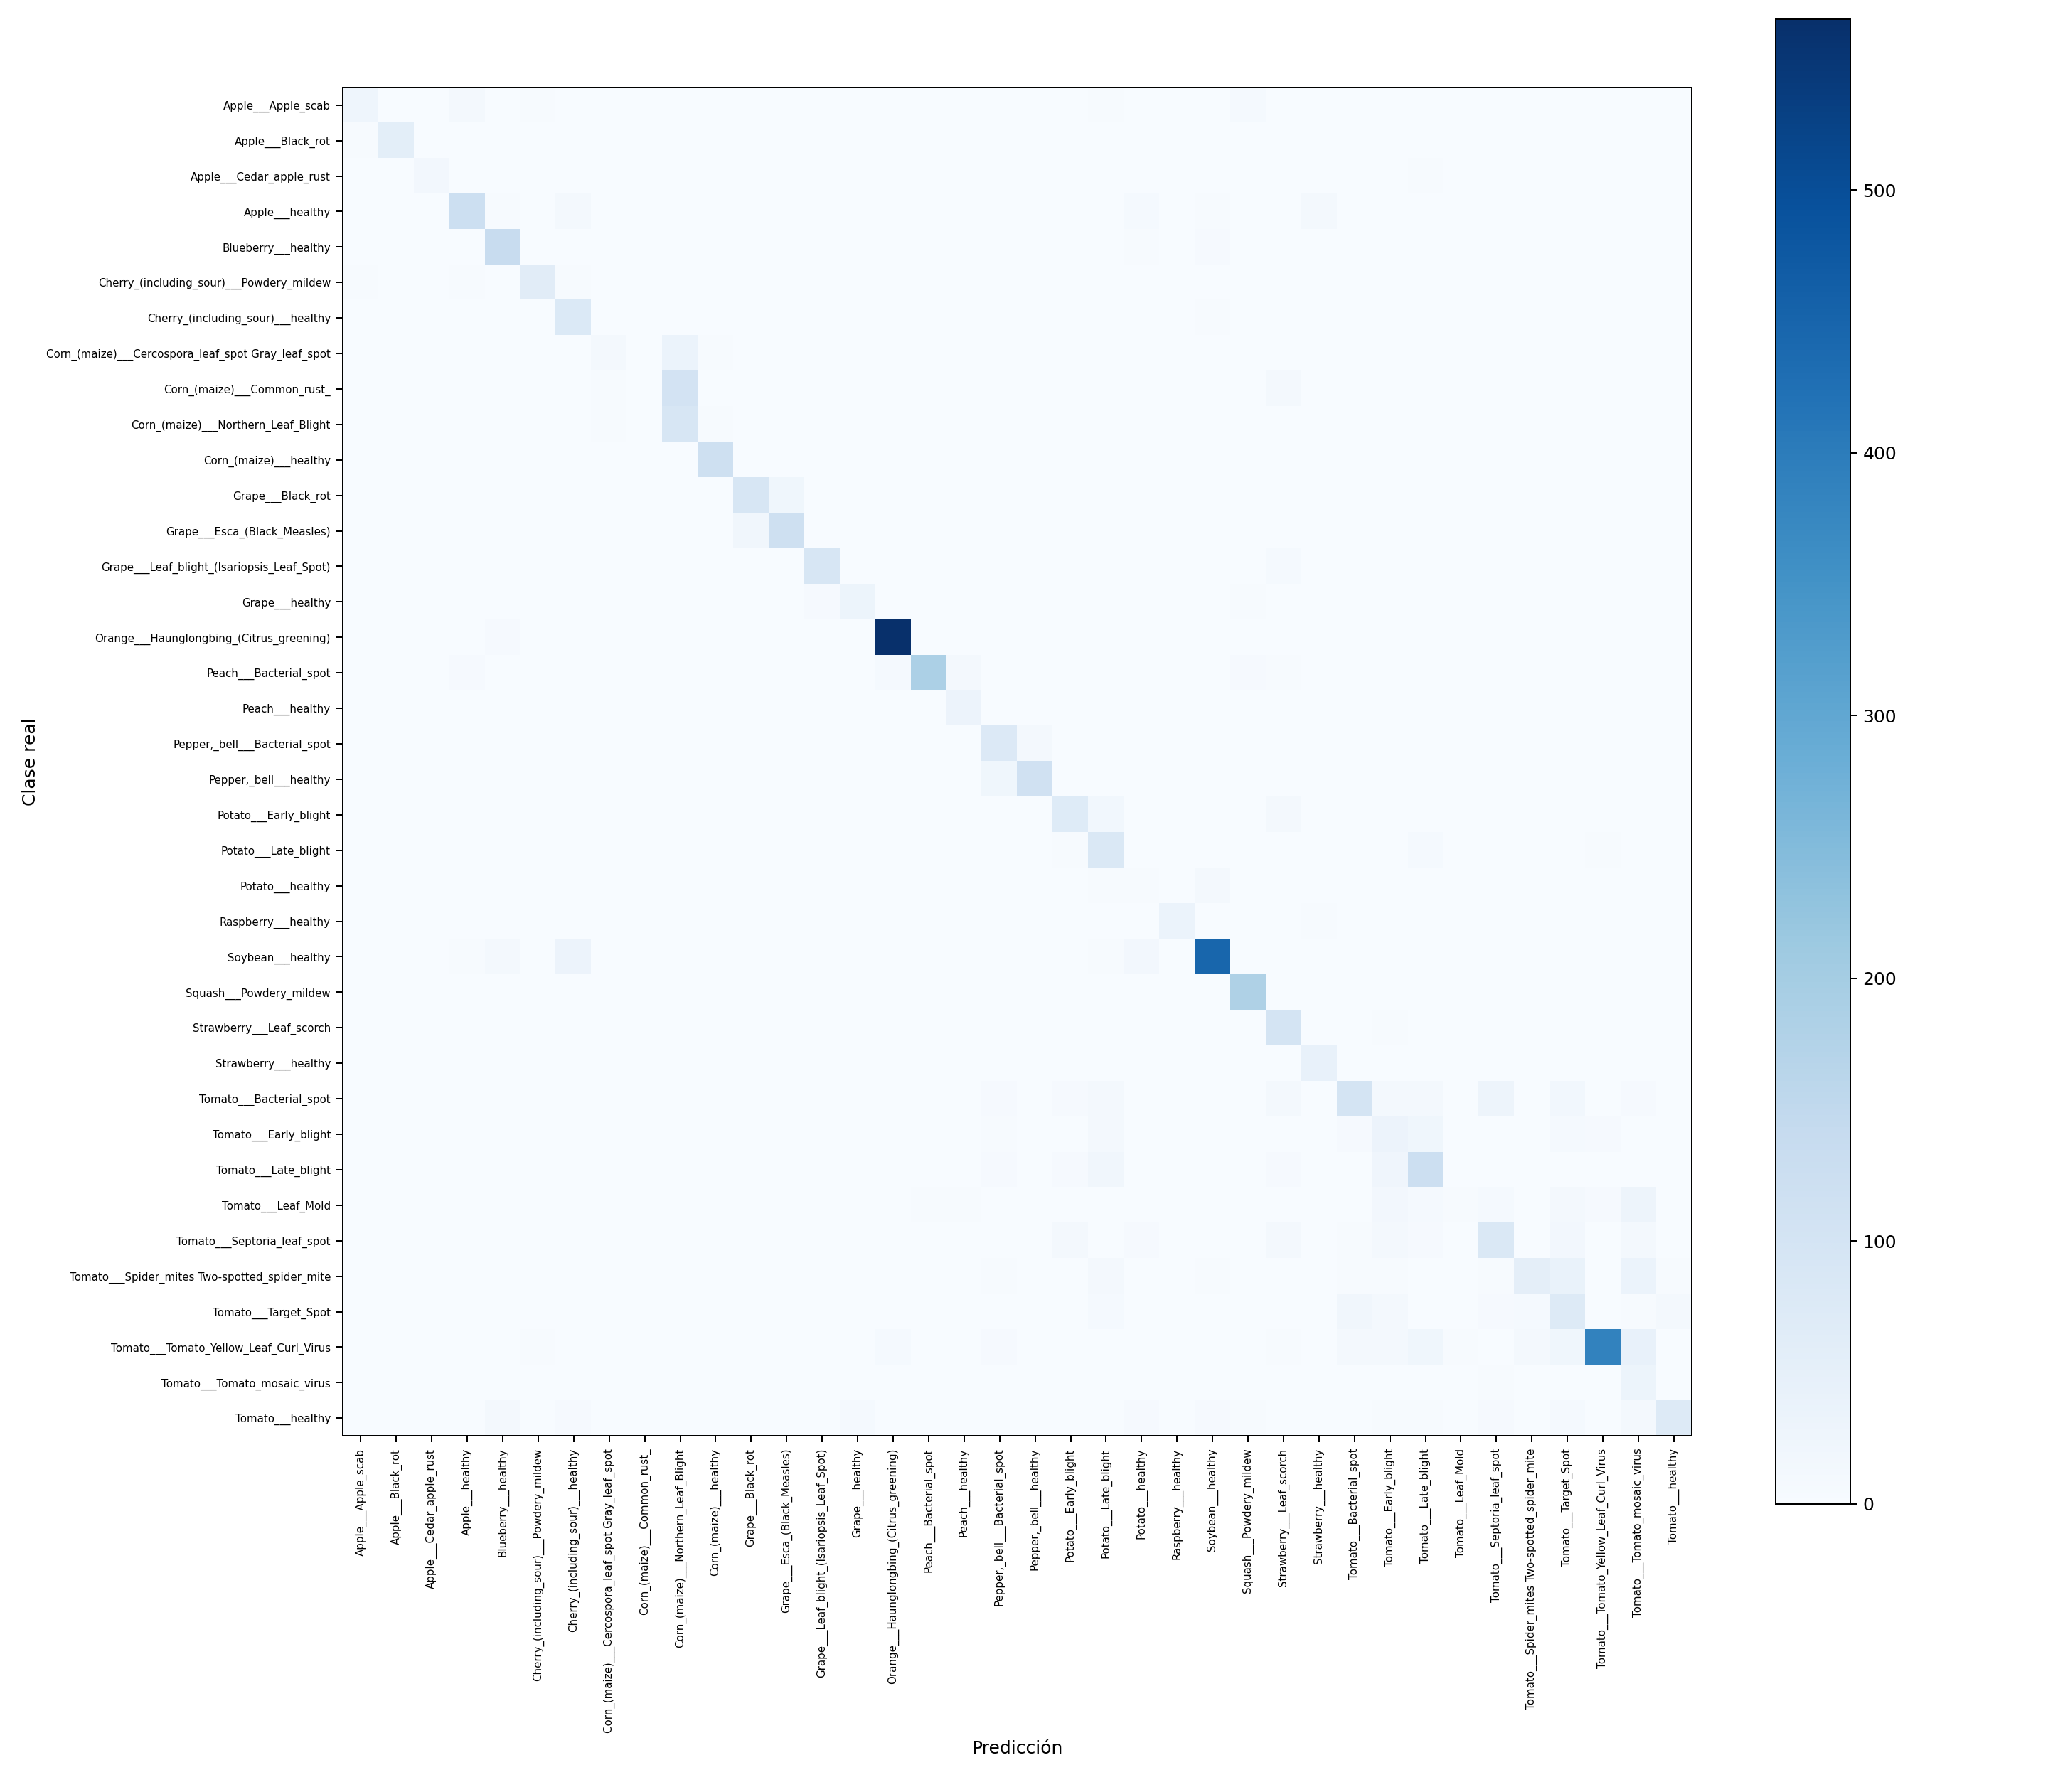 Clase real
Apple___Apple_scab
Apple___Black_rot
Apple___Cedar_apple_rust
Apple___healthy
Blueberry___healthy
Cherry_(including_sour)___Powdery_mildew
Cherry_(including_sour)___healthy
Corn_(maize)___Cercospora_leaf_spot Gray_leaf_spot
Corn_(maize)___Common_rust_
Corn_(maize)___Northern_Leaf_Blight
Corn_(maize)___healthy
Grape___Black_rot
Grape___Esca_(Black_Measles)
Grape___Leaf_blight_(Isariopsis_Leaf_Spot)
Grape___healthy
Orange___Haunglongbing_(Citrus_greening)
Peach___Bacterial_spot
Peach___healthy
Pepper,_bell___Bacterial_spot
Pepper,_bell___healthy
Potato___Early_blight
Potato___Late_blight
Potato___healthy
Raspberry___healthy
Soybean___healthy
Squash___Powdery_mildew
Strawberry___Leaf_scorch
Strawberry___healthy
Tomato___Bacterial_spot
Tomato___Early_blight
Tomato___Late_blight
Tomato___Leaf_Mold
Tomato___Septoria_leaf_spot
Tomato___Spider_mites Two-spotted_spider_mite
Tomato___Target_Spot
Tomato___Tomato_Yellow_Leaf_Curl_Virus
Tomato___Tomato_mosaic_virus
Tomato___healthy
Apple___Apple_scab
Apple___Black_rot
Apple___Cedar_apple_rust
Apple___healthy
Blueberry___healthy
Cherry_(including_sour)___Powdery_mildew
Cherry_(including_sour)___healthy
Corn_(maize)___Cercospora_leaf_spot Gray_leaf_spot
Corn_(maize)___Common_rust_
Corn_(maize)___Northern_Leaf_Blight
Corn_(maize)___healthy
Grape___Black_rot
Grape___Esca_(Black_Measles)
Grape___Leaf_blight_(Isariopsis_Leaf_Spot)
Grape___healthy
Orange___Haunglongbing_(Citrus_greening)
Peach___Bacterial_spot
Peach___healthy
Pepper,_bell___Bacterial_spot
Pepper,_bell___healthy
Potato___Early_blight
Potato___Late_blight
Potato___healthy
Raspberry___healthy
Soybean___healthy
Squash___Powdery_mildew
Strawberry___Leaf_scorch
Strawberry___healthy
Tomato___Bacterial_spot
Tomato___Early_blight
Tomato___Late_blight
Tomato___Leaf_Mold
Tomato___Septoria_leaf_spot
Tomato___Spider_mites Two-spotted_spider_mite
Tomato___Target_Spot
Tomato___Tomato_Yellow_Leaf_Curl_Virus
Tomato___Tomato_mosaic_virus
Tomato___healthy
Predicción
500
400
300
200
100
0